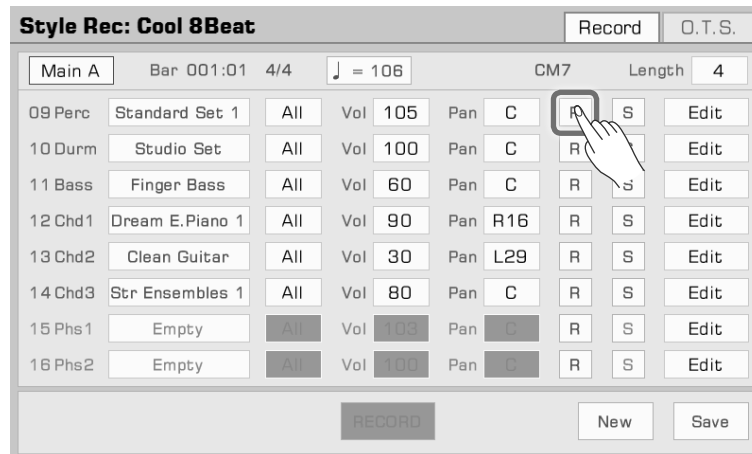 Style Rec: Cool 8Beat Record O.T.S.
Main A Bar 001:01 4/4 ♩ = 106 CM7 Length 4
09 Perc Standard Set 1 All Vol 105 Pan C R S Edit
10 Durm Studio Set All Vol 100 Pan C R S Edit
11 Bass Finger Bass All Vol 60 Pan C R S Edit
12 Chd1 Dream E.Piano 1 All Vol 90 Pan R16 R S Edit
13 Chd2 Clean Guitar All Vol 30 Pan L29 R S Edit
14 Chd3 Str Ensembles 1 All Vol 80 Pan C R S Edit
15 Phs1 Empty All Vol 103 Pan C R S Edit
16 Phs2 Empty All Vol 100 Pan C R S Edit
RECORD New Save